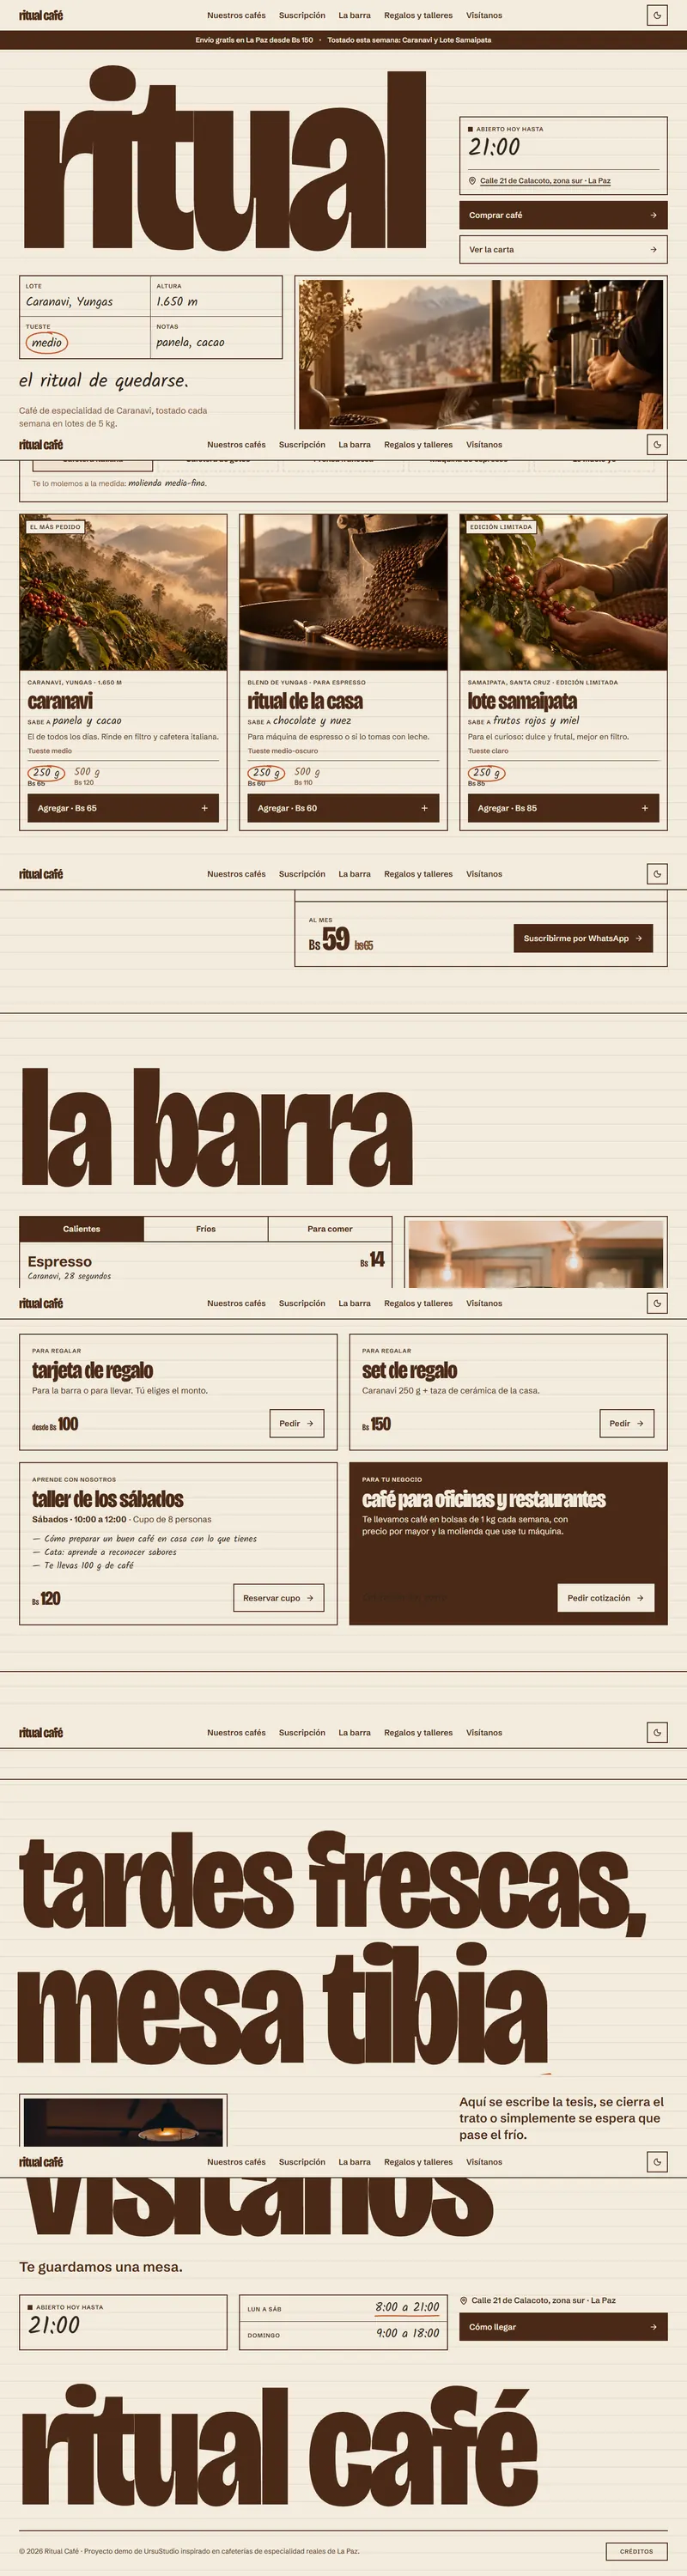 ritual café
Nuestros cafés Suscripción La barra Regalos y talleres Visítanos
Envío gratis en La Paz desde Bs 150 · Tostado esta semana: Caranavi y Lote Samaipata
ritual
ABIERTO HOY HASTA
21:00
Calle 21 de Calacoto, zona sur · La Paz
Comprar café
Ver la carta
LOTE
Caranavi, Yungas
ALTURA
1.650 m
TUESTE
medio
NOTAS
panela, cacao
el ritual de quedarse.
Café de especialidad de Caranavi, tostado cada
semana en lotes de 5 kg.
ritual café
Nuestros cafés Suscripción La barra Regalos y talleres Visítanos
Te lo molemos a la medida: molienda media-fina.
EL MÁS PEDIDO
CARANAVI, YUNGAS · 1.650 M
caranavi
SABE A panela y cacao
El de todos los días. Rinde en filtro y cafetera italiana.
Tueste medio
250 g 500 g
Bs 65 Bs 120
Agregar · Bs 65
BLEND DE YUNGAS · PARA ESPRESSO
ritual de la casa
SABE A chocolate y nuez
Para máquina de espresso o si lo tomas con leche.
Tueste medio-oscuro
250 g 500 g
Bs 60 Bs 110
Agregar · Bs 60
EDICIÓN LIMITADA
SAMAIPATA, SANTA CRUZ · EDICIÓN LIMITADA
lote samaipata
SABE A frutos rojos y miel
Para el curioso: dulce y frutal, mejor en filtro.
Tueste claro
250 g
Bs 85
Agregar · Bs 85
ritual café
Nuestros cafés Suscripción La barra Regalos y talleres Visítanos
AL MES
Bs 59 bs65
Suscribirme por WhatsApp
la barra
Calientes Fríos Para comer
Espresso
Bs 14
Caranavi, 28 segundos
ritual café
Nuestros cafés Suscripción La barra Regalos y talleres Visítanos
PARA REGALAR
tarjeta de regalo
Para la barra o para llevar. Tú eliges el monto.
desde Bs 100
Pedir
PARA REGALAR
set de regalo
Caranavi 250 g + taza de cerámica de la casa.
Bs 150
Pedir
APRENDE CON NOSOTROS
taller de los sábados
Sábados · 10:00 a 12:00 · Cupo de 8 personas
— Cómo preparar un buen café en casa con lo que tienes
— Cata: aprende a reconocer sabores
— Te llevas 100 g de café
Bs 120
Reservar cupo
PARA TU NEGOCIO
café para oficinas y restaurantes
Te llevamos café en bolsas de 1 kg cada semana, con
precio por mayor y la molienda que use tu máquina.
Pedir cotización
ritual café
Nuestros cafés Suscripción La barra Regalos y talleres Visítanos
tardes frescas,
mesa tibia
Aquí se escribe la tesis, se cierra el
trato o simplemente se espera que
pase el frío.
ritual café
Nuestros cafés Suscripción La barra Regalos y talleres Visítanos
visítanos
Te guardamos una mesa.
ABIERTO HOY HASTA
21:00
LUN A SÁB 8:00 a 21:00
DOMINGO 9:00 a 18:00
Calle 21 de Calacoto, zona sur · La Paz
Cómo llegar
ritual café
© 2026 Ritual Café · Proyecto demo de UrsuStudio inspirado en cafeterías de especialidad reales de La Paz.
CRÉDITOS